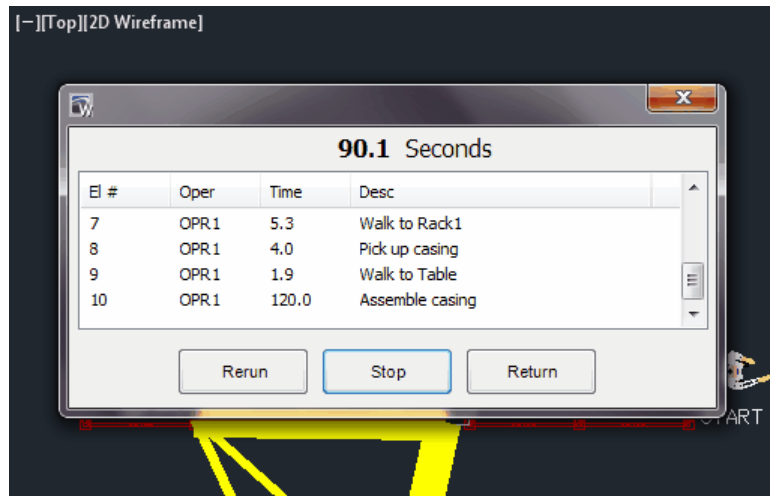 [−][Top][2D Wireframe]
90.1 Seconds
El # Oper Time Desc
7 OPR1 5.3 Walk to Rack1
8 OPR1 4.0 Pick up casing
9 OPR1 1.9 Walk to Table
10 OPR1 120.0 Assemble casing
Rerun Stop Return